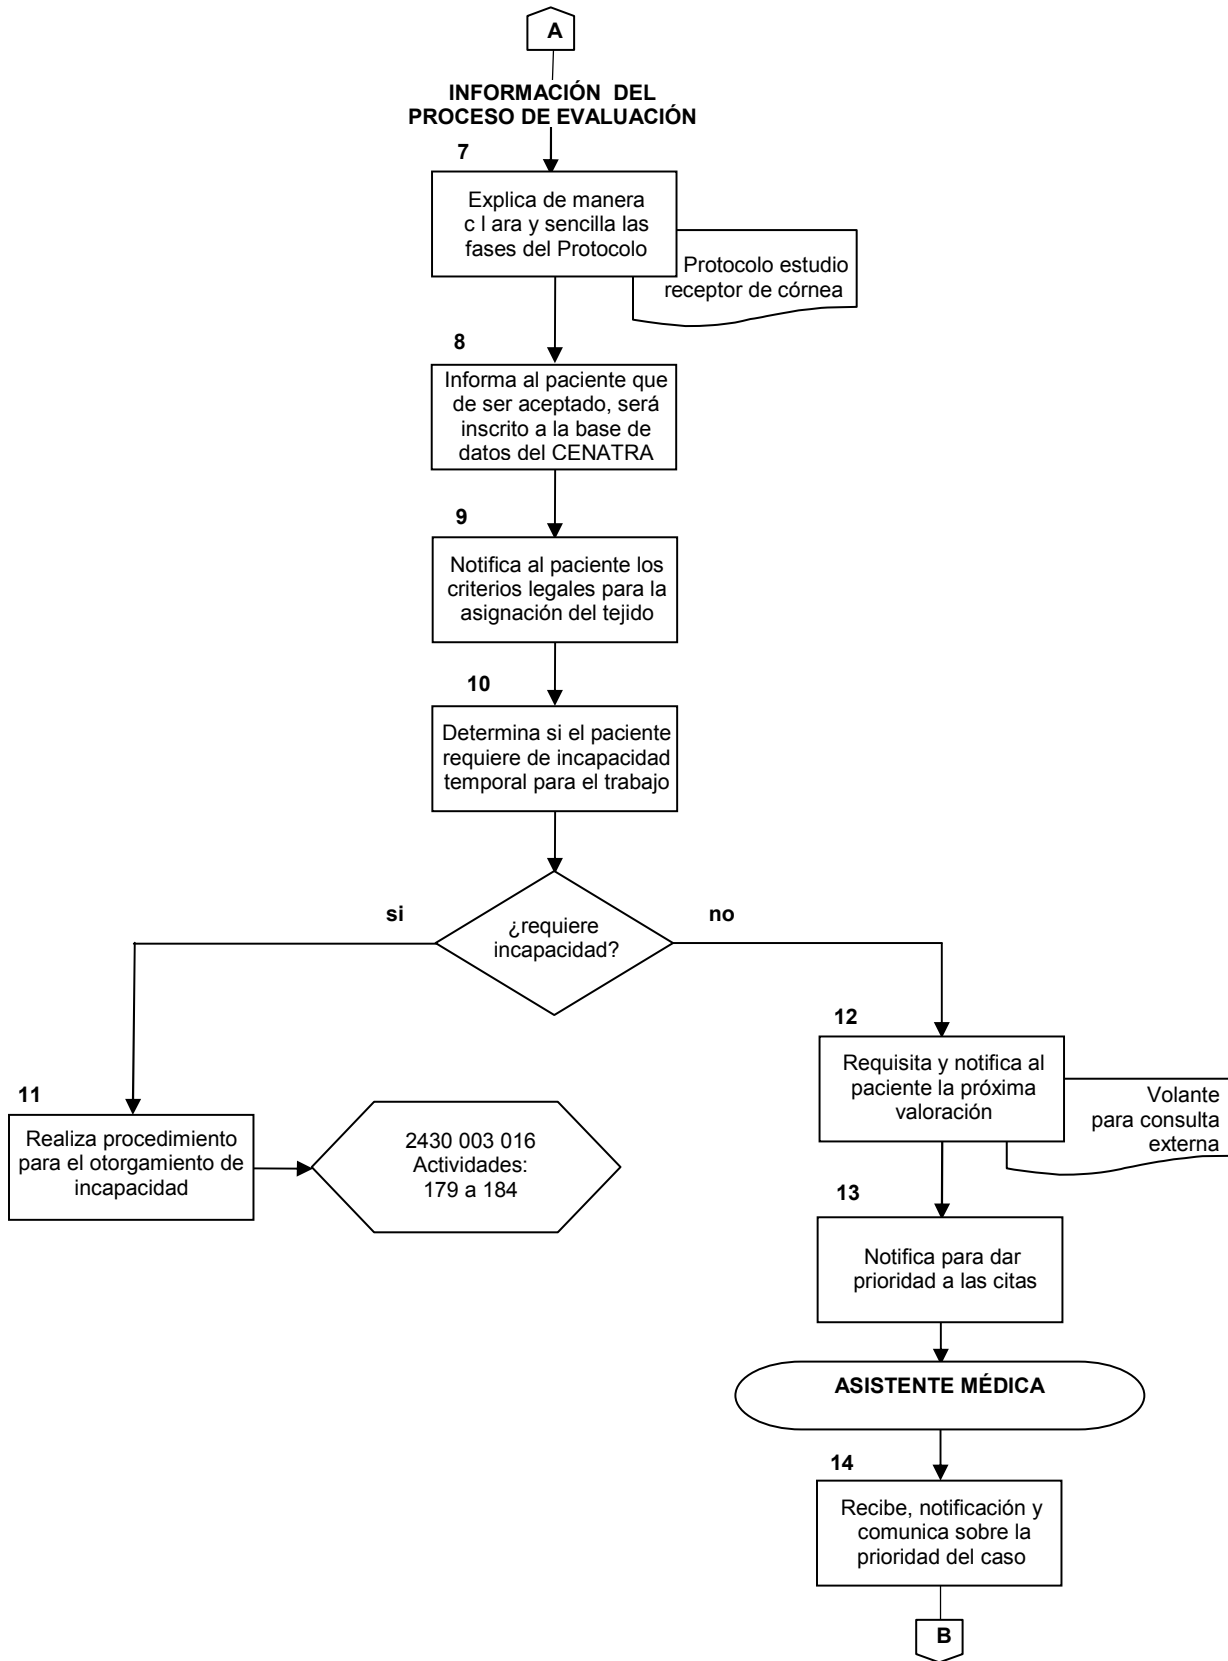 A
INFORMACIÓN DEL
PROCESO DE EVALUACIÓN
7
Explica de manera
c l ara y sencilla las
fases del Protocolo
Protocolo estudio
receptor de córnea
8
Informa al paciente que
de ser aceptado, será
inscrito a la base de
datos del CENATRA
9
Notifica al paciente los
criterios legales para la
asignación del tejido
10
Determina si el paciente
requiere de incapacidad
temporal para el trabajo
si
¿requiere
incapacidad?
no
11
Realiza procedimiento
para el otorgamiento de
incapacidad
2430 003 016
Actividades:
179 a 184
12
Requisita y notifica al
paciente la próxima
valoración
Volante
para consulta
externa
13
Notifica para dar
prioridad a las citas
ASISTENTE MÉDICA
14
Recibe, notificación y
comunica sobre la
prioridad del caso
B